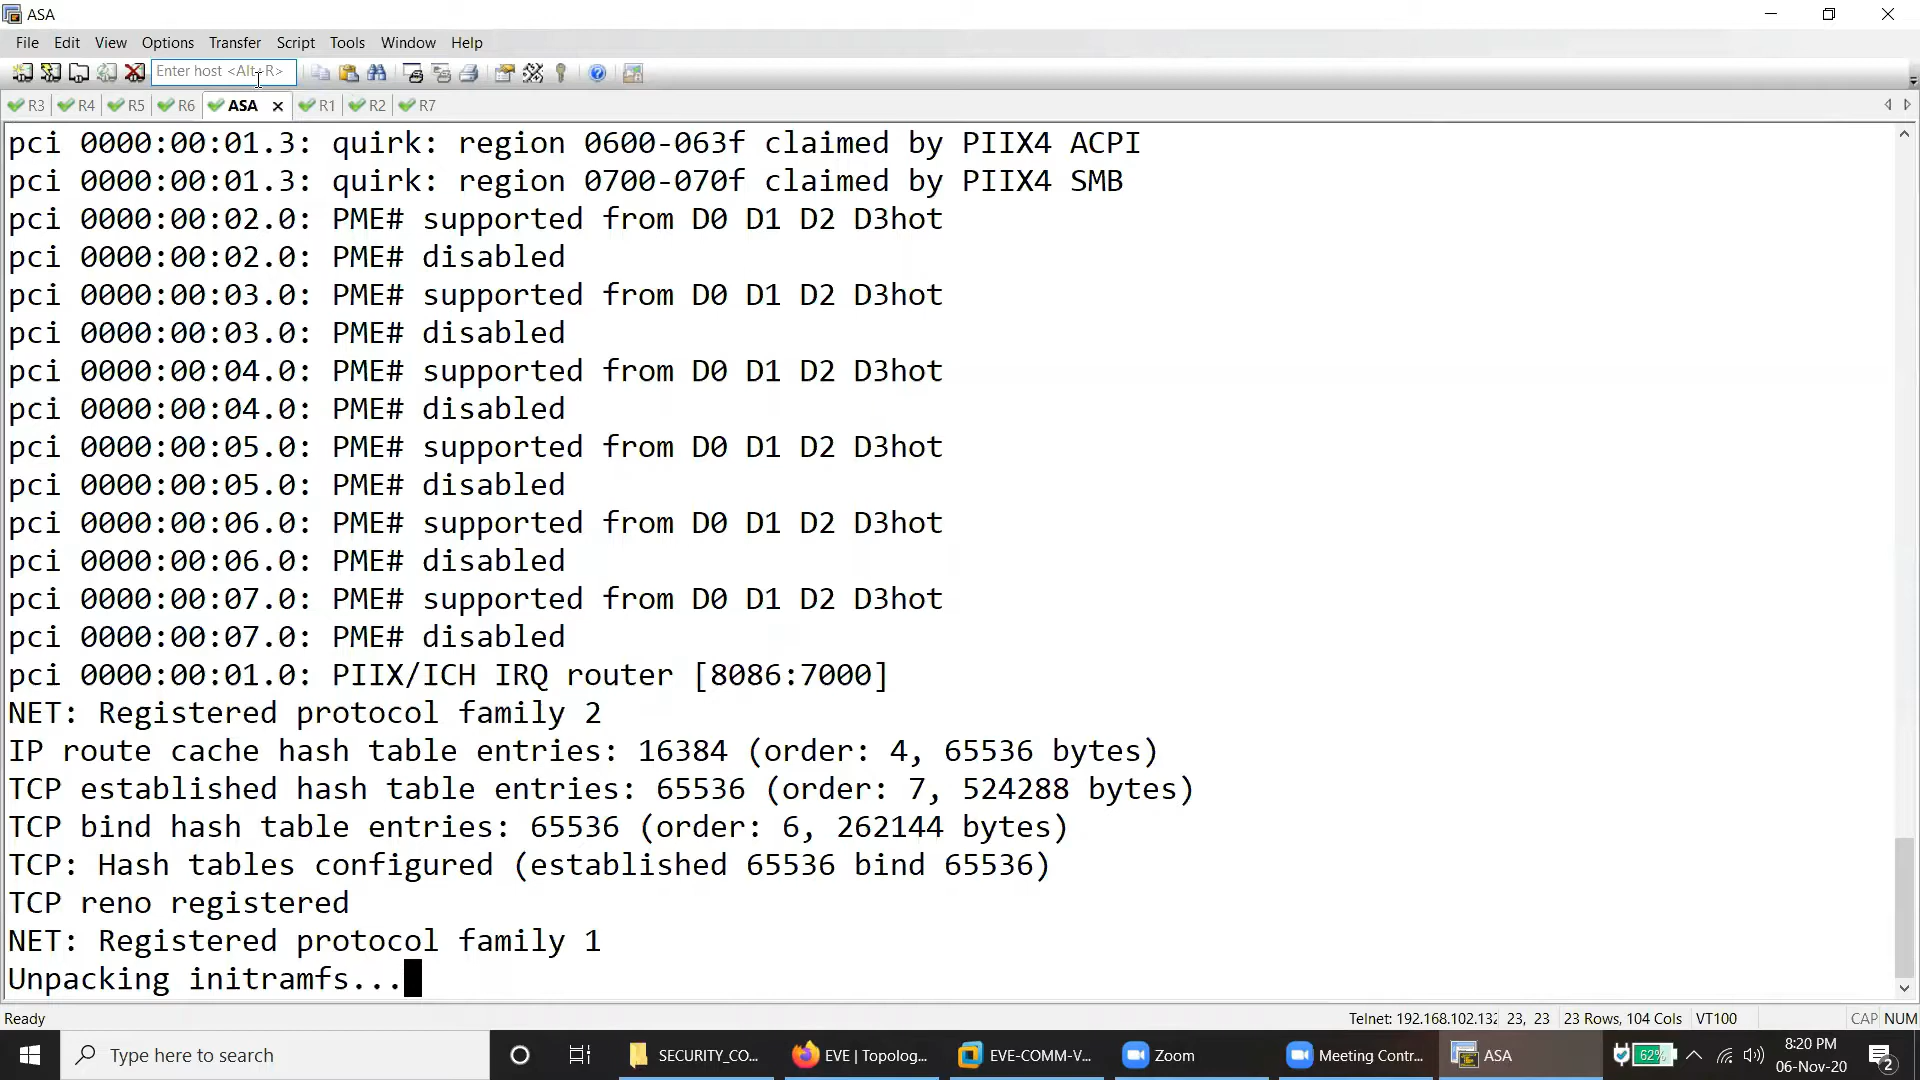 ASA
File Edit View Options Transfer Script Tools Window Help
Enter host <Alt+R>
R3 R4 R5 R6 ASA R1 R2 R7
pci 0000:00:01.3: quirk: region 0600-063f claimed by PIIX4 ACPI
pci 0000:00:01.3: quirk: region 0700-070f claimed by PIIX4 SMB
pci 0000:00:02.0: PME# supported from D0 D1 D2 D3hot
pci 0000:00:02.0: PME# disabled
pci 0000:00:03.0: PME# supported from D0 D1 D2 D3hot
pci 0000:00:03.0: PME# disabled
pci 0000:00:04.0: PME# supported from D0 D1 D2 D3hot
pci 0000:00:04.0: PME# disabled
pci 0000:00:05.0: PME# supported from D0 D1 D2 D3hot
pci 0000:00:05.0: PME# disabled
pci 0000:00:06.0: PME# supported from D0 D1 D2 D3hot
pci 0000:00:06.0: PME# disabled
pci 0000:00:07.0: PME# supported from D0 D1 D2 D3hot
pci 0000:00:07.0: PME# disabled
pci 0000:00:01.0: PIIX/ICH IRQ router [8086:7000]
NET: Registered protocol family 2
IP route cache hash table entries: 16384 (order: 4, 65536 bytes)
TCP established hash table entries: 65536 (order: 7, 524288 bytes)
TCP bind hash table entries: 65536 (order: 6, 262144 bytes)
TCP: Hash tables configured (established 65536 bind 65536)
TCP reno registered
NET: Registered protocol family 1
Unpacking initramfs...
Ready Telnet: 192.168.102.132 23, 23 23 Rows, 104 Cols VT100 CAP NUM
Type here to search SECURITY_CO... EVE | Topolog... EVE-COMM-V... Zoom Meeting Contr... ASA 62% 8:20 PM
06-Nov-20 2